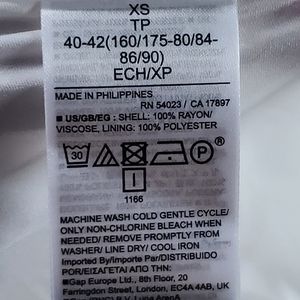 XS
TP
40-42(160/175-80/84-
86/90)
ECH/XP
MADE IN PHILIPPINES
RN 54023 / CA 17897
●US/GB/EG : SHELL: 100% RAYON/
VISCOSE, LINING: 100% POLYESTER
30
P
1166
MACHINE WASH COLD GENTLE CYCLE/
ONLY NON-CHLORINE BLEACH WHEN
NEEDED/ REMOVE PROMPTLY FROM
WASHER/ LINE DRY/ COOL IRON
Imported by/Importé par/DISTRIBUIDO
POR/ΕΙΣΑΓΕΤΑΙ ΑΠΟ:
■Gap Europe Ltd., 8th Floor, 20
Farringdon Street, London, EC4A 4AB, UK